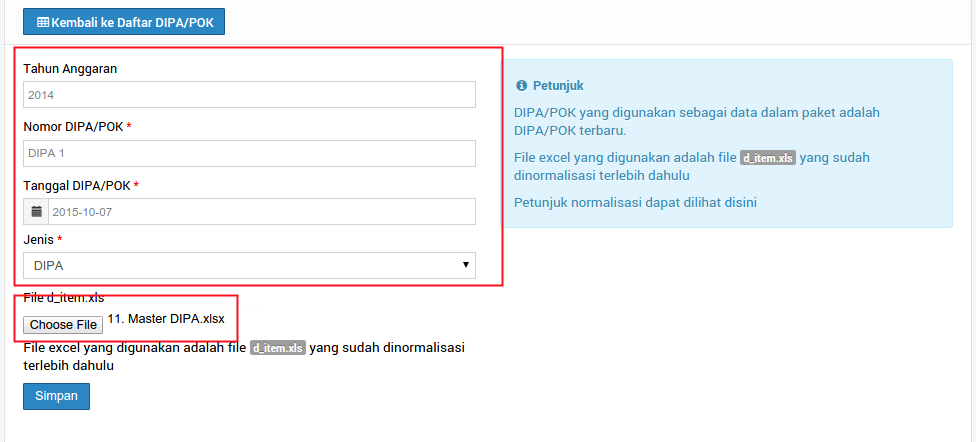 Kembali ke Daftar DIPA/POK
Tahun Anggaran
2014
Nomor DIPA/POK *
DIPA 1
Tanggal DIPA/POK *
2015-10-07
Jenis *
DIPA
File d_item.xls
Choose File 11. Master DIPA.xlsx
File excel yang digunakan adalah file d_item.xls yang sudah dinormalisasi
terlebih dahulu
Simpan
Petunjuk
DIPA/POK yang digunakan sebagai data dalam paket adalah
DIPA/POK terbaru.
File excel yang digunakan adalah file d_item.xls yang sudah
dinormalisasi terlebih dahulu
Petunjuk normalisasi dapat dilihat disini